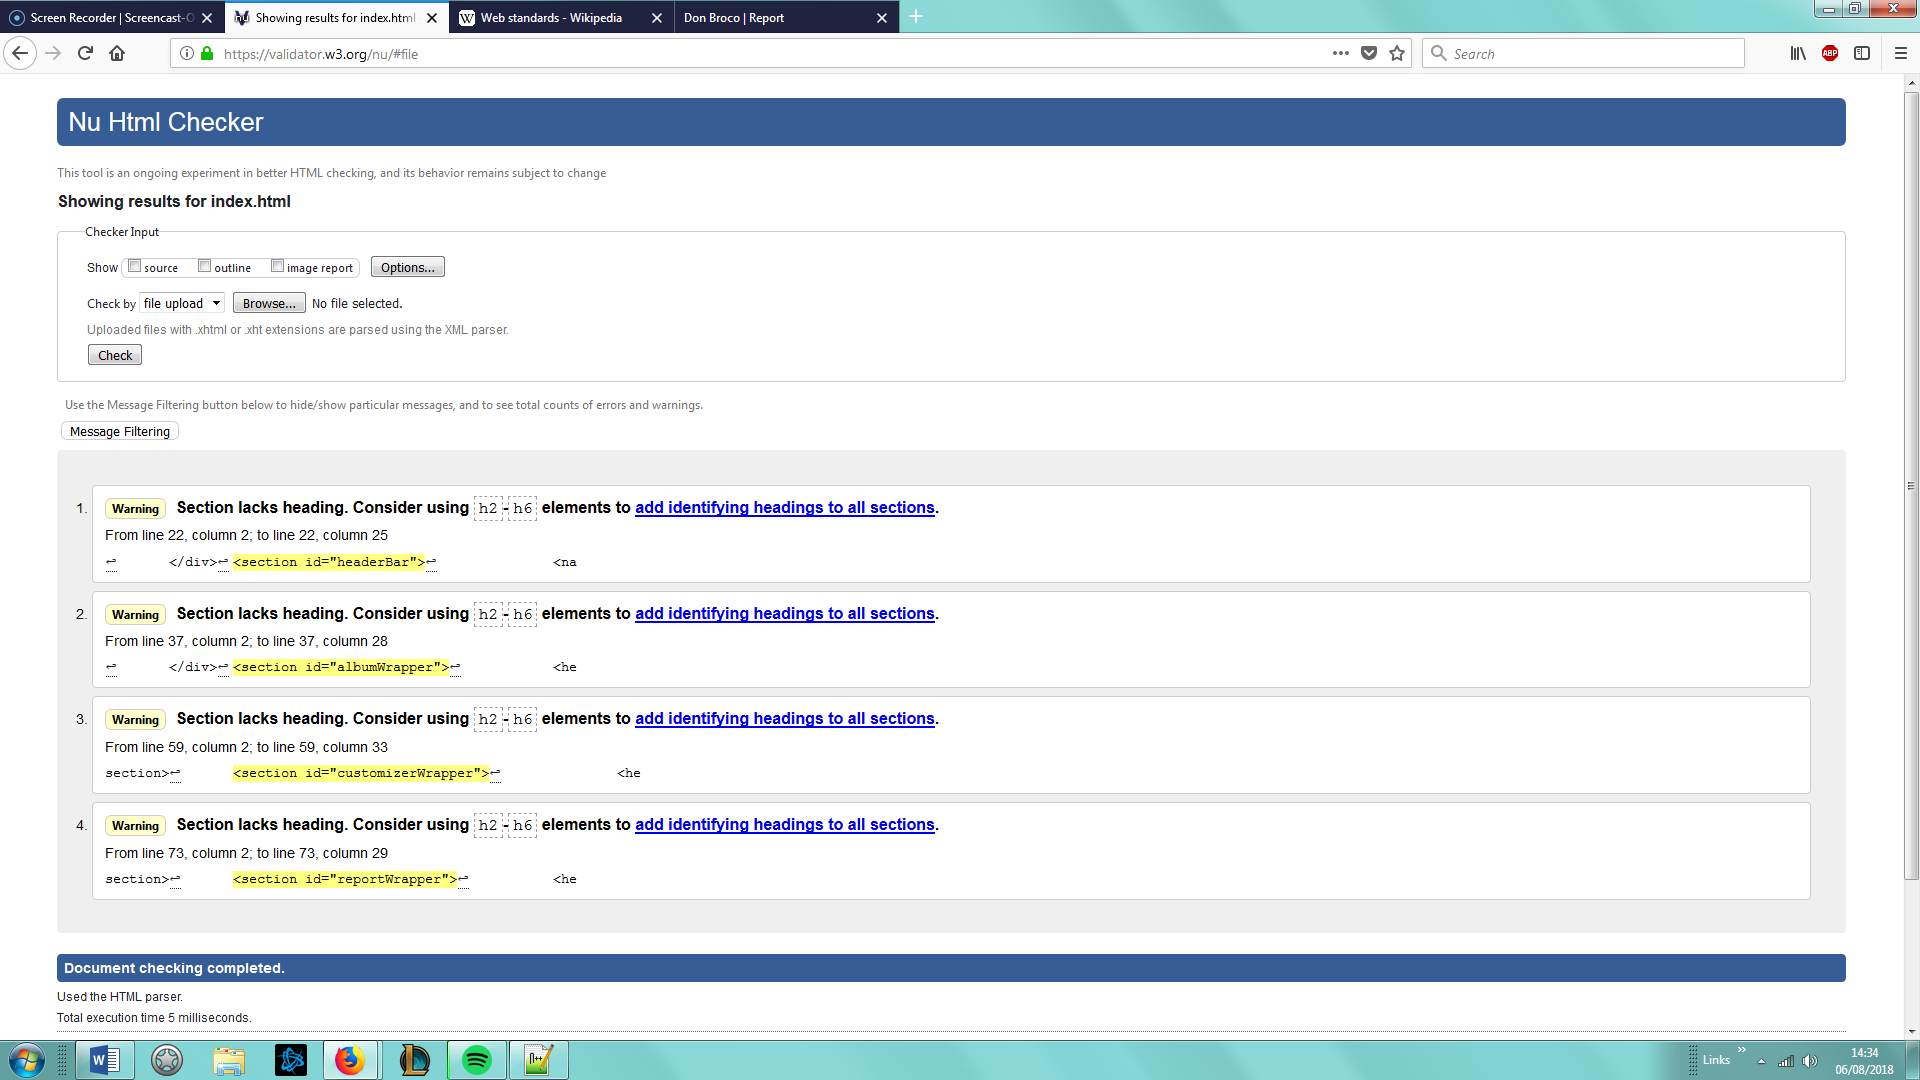 Screen Recorder | Screencast-O
Showing results for index.html
Web standards - Wikipedia
Don Broco | Report
https://validator.w3.org/nu/#file
Search
ABP
Nu Html Checker
This tool is an ongoing experiment in better HTML checking, and its behavior remains subject to change
Showing results for index.html
Checker Input
Show source outline image report Options...
Check by file upload Browse... No file selected.
Uploaded files with .xhtml or .xht extensions are parsed using the XML parser.
Check
Use the Message Filtering button below to hide/show particular messages, and to see total counts of errors and warnings.
Message Filtering
1. Warning Section lacks heading. Consider using h2-h6 elements to add identifying headings to all sections.
From line 22, column 2; to line 22, column 25
↩ </div>↩ <section id="headerBar">↩ <na
2. Warning Section lacks heading. Consider using h2-h6 elements to add identifying headings to all sections.
From line 37, column 2; to line 37, column 28
↩ </div>↩ <section id="albumWrapper">↩ <he
3. Warning Section lacks heading. Consider using h2-h6 elements to add identifying headings to all sections.
From line 59, column 2; to line 59, column 33
section>↩ <section id="customizerWrapper">↩ <he
4. Warning Section lacks heading. Consider using h2-h6 elements to add identifying headings to all sections.
From line 73, column 2; to line 73, column 29
section>↩ <section id="reportWrapper">↩ <he
Document checking completed.
Used the HTML parser.
Total execution time 5 milliseconds.
Links
14:34
06/08/2018